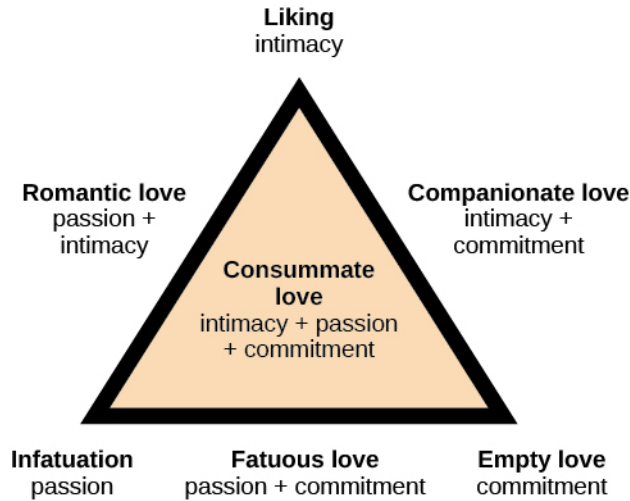 Liking
intimacy
Romantic love
passion +
intimacy
Companionate love
intimacy +
commitment
Consummate
love
intimacy + passion
+ commitment
Infatuation
passion
Fatuous love
passion + commitment
Empty love
commitment